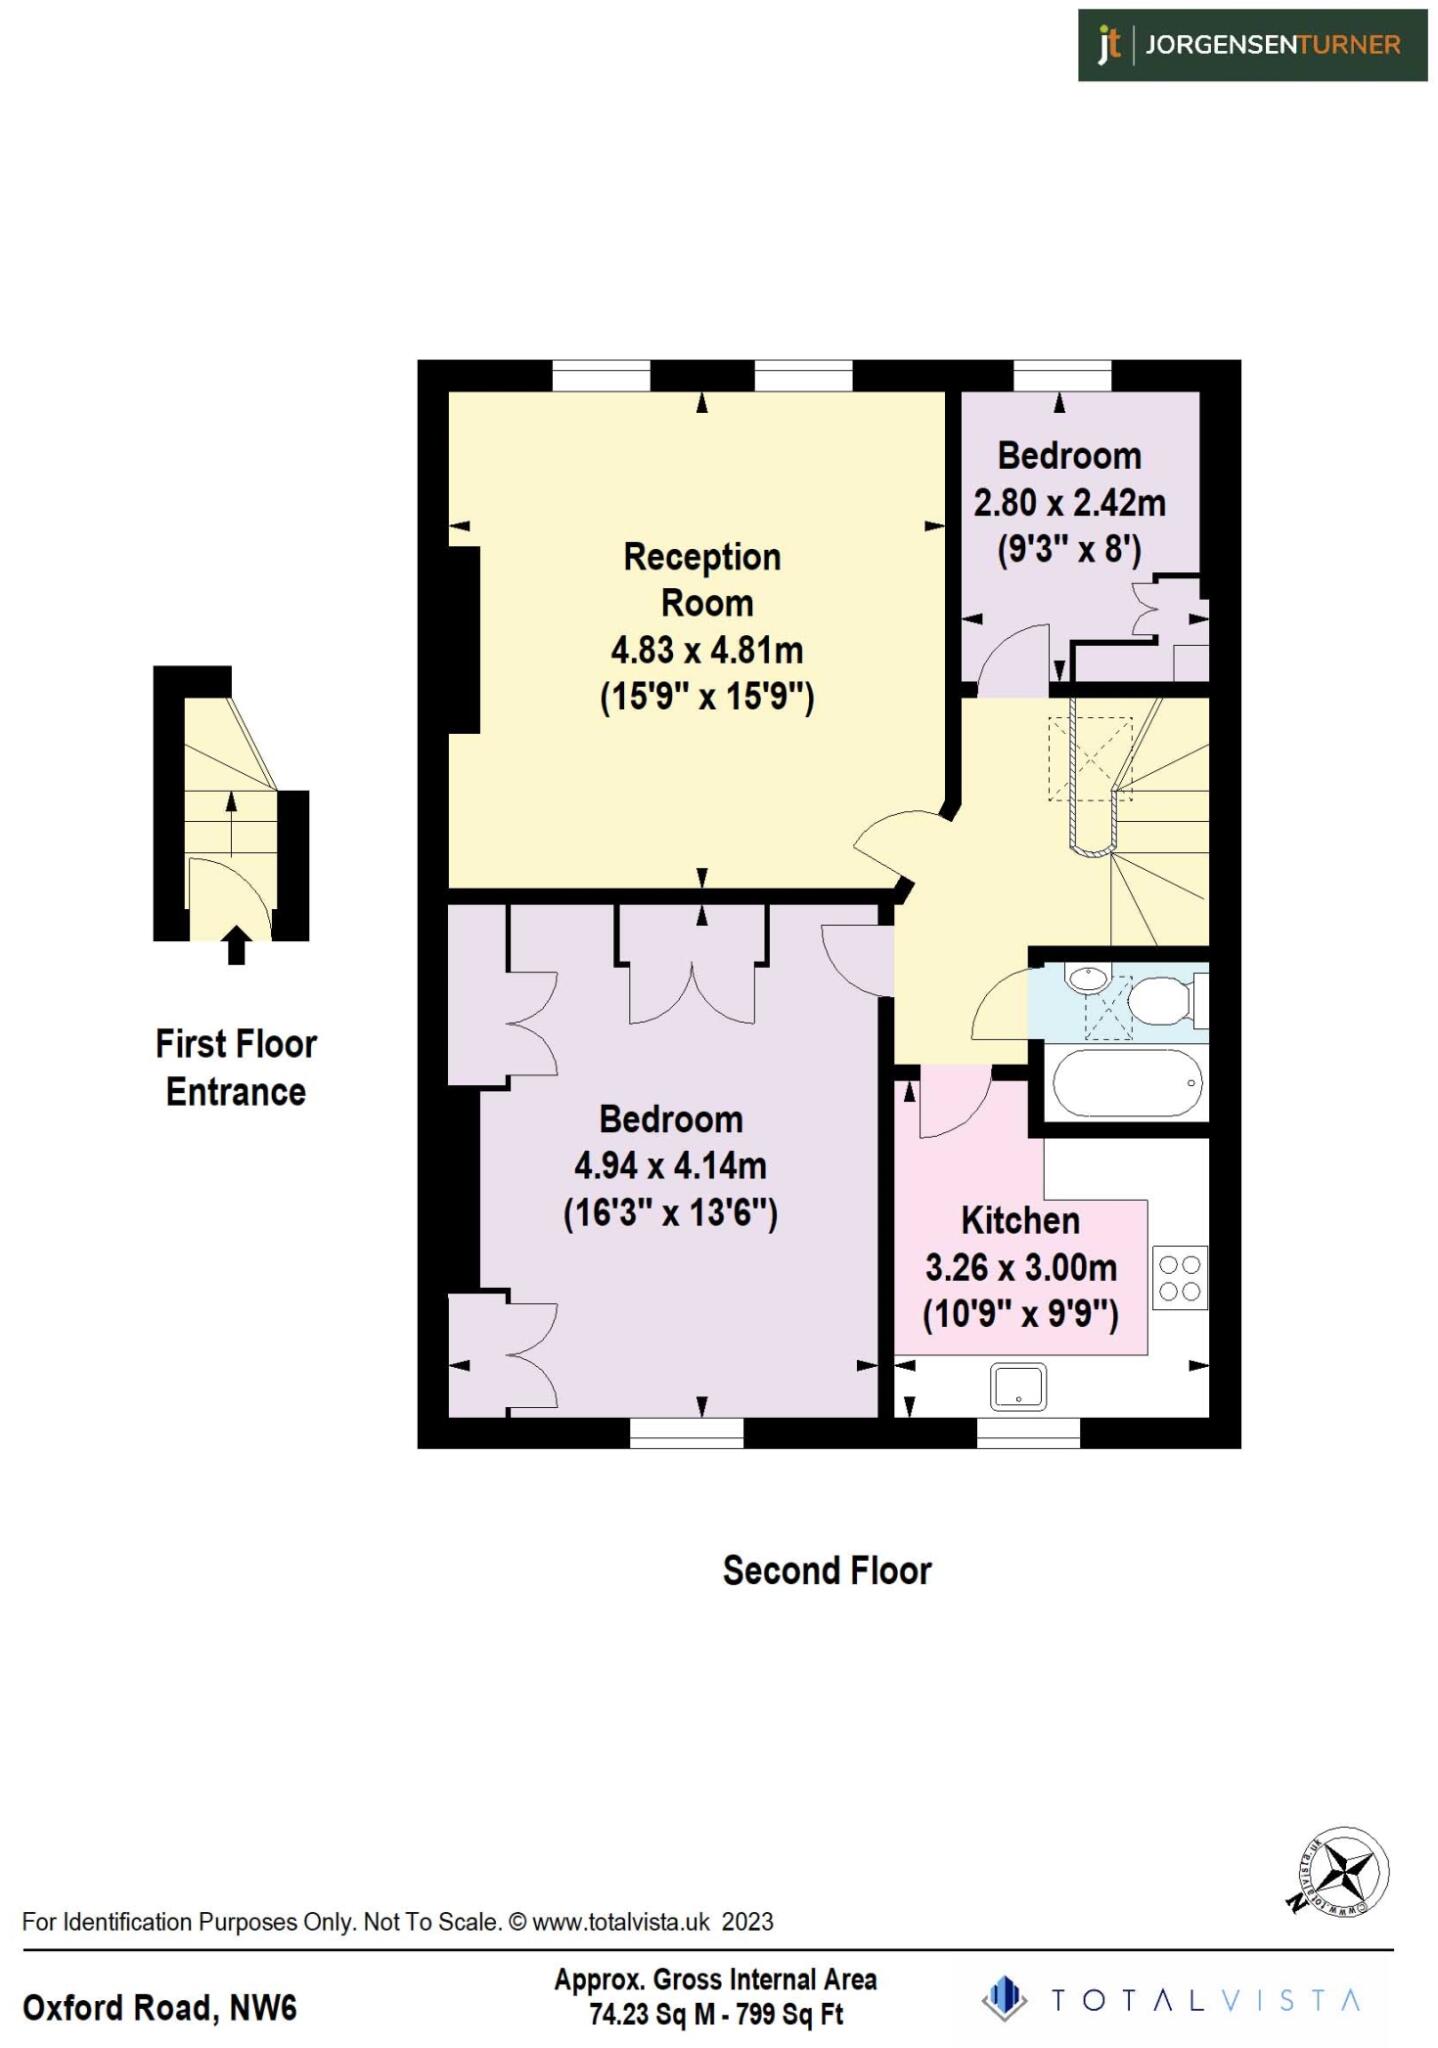 jt JORGENSENTURNER
Bedroom
2.80 x 2.42m
(9'3" x 8')
Reception
Room
4.83 x 4.81m
(15'9" x 15'9")
First Floor
Entrance
Bedroom
4.94 x 4.14m
(16'3" x 13'6")
Kitchen
3.26 x 3.00m
(10'9" x 9'9")
Second Floor
© www.totalvista.uk
N
For Identification Purposes Only. Not To Scale. © www.totalvista.uk 2023
Oxford Road, NW6
Approx. Gross Internal Area
74.23 Sq M - 799 Sq Ft
TOTALVISTA